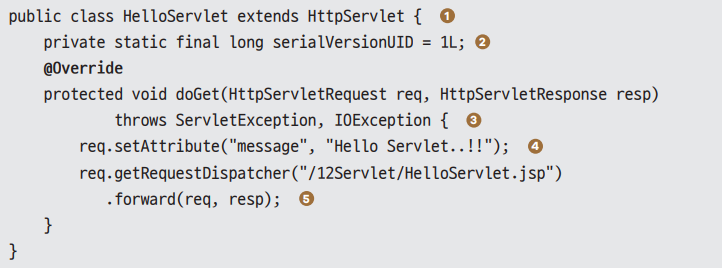 public class HelloServlet extends HttpServlet { ❶
    private static final long serialVersionUID = 1L; ❷
    @Override
    protected void doGet(HttpServletRequest req, HttpServletResponse resp)
            throws ServletException, IOException { ❸
        req.setAttribute("message", "Hello Servlet..!!"); ❹
        req.getRequestDispatcher("/12Servlet/HelloServlet.jsp")
           .forward(req, resp); ❺
    }
}